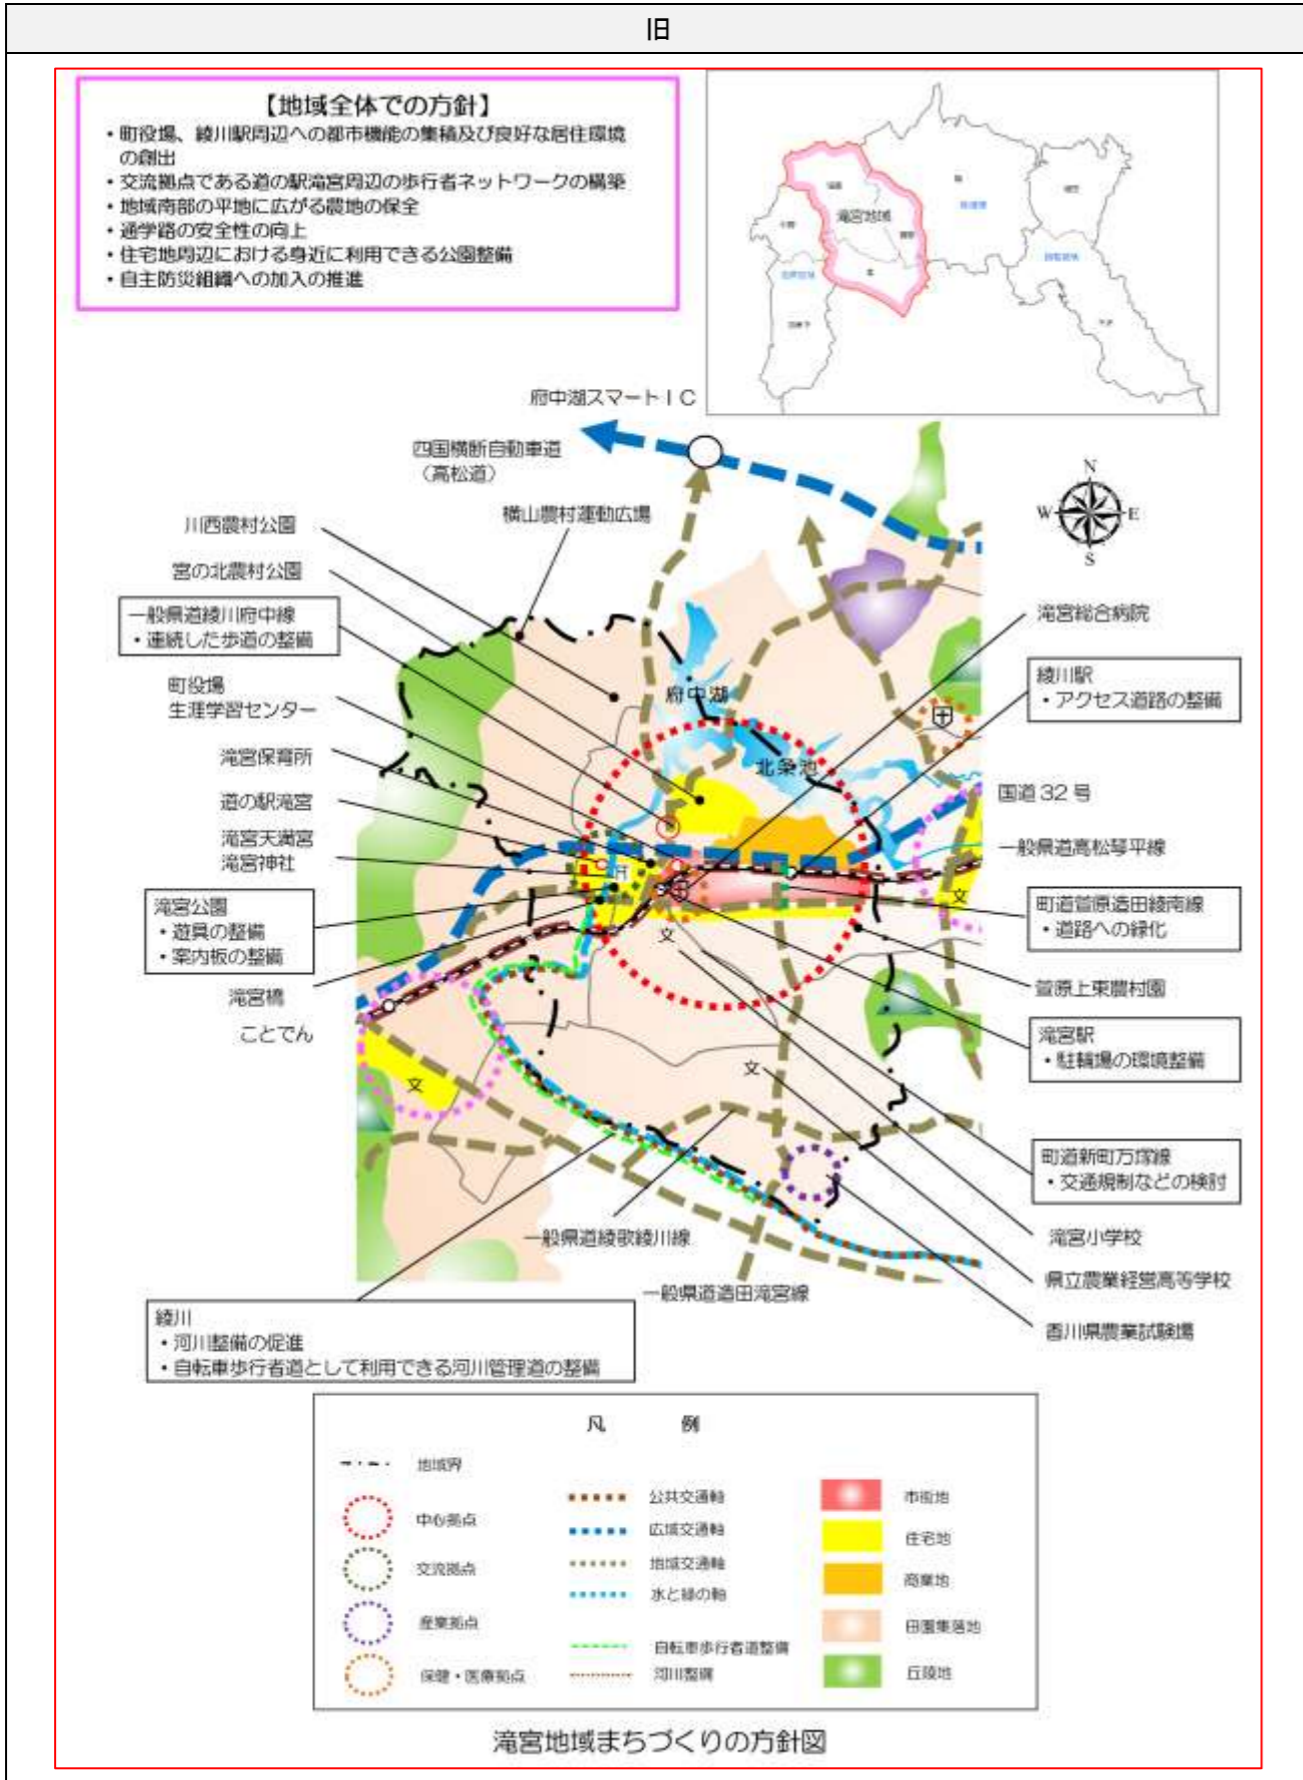 旧
【地域全体での方針】
・町役場、綾川駅周辺への都市機能の集積及び良好な居住環境
の創出
・交流拠点である道の駅滝宮周辺の歩行者ネットワークの構築
・地域南部の平地に広がる農地の保全
・通学路の安全性の向上
・住宅地周辺における身近に利用できる公園整備
・自主防災組織への加入の推進
滝宮地域
府中湖スマートIC
四国横断自動車道
（高松道）
N
W
E
S
川西農村公園
横山農村運動広場
宮の北農村公園
一般県道綾川府中線
・連続した歩道の整備
滝宮総合病院
綾川駅
・アクセス道路の整備
町役場
生涯学習センター
府中湖
北条池
滝宮保育所
道の駅滝宮
国道32号
滝宮天満宮
滝宮神社
一般県道高松琴平線
滝宮公園
・遊具の整備
・案内板の整備
町道萱原造田綾南線
・道路への緑化
文
文
滝宮橋
萱原上東農村園
ことでん
滝宮駅
・駐輪場の環境整備
文
文
町道新町万塚線
・交通規制などの検討
一般県道綾歌綾川線
滝宮小学校
一般県道造田滝宮線
県立農業経営高等学校
香川県農業試験場
綾川
・河川整備の促進
・自転車歩行者道として利用できる河川管理道の整備
凡 例
地域界
中心拠点
交流拠点
産業拠点
保健・医療拠点
公共交通軸
広域交通軸
地域交通軸
水と緑の軸
自転車歩行者道整備
河川整備
市街地
住宅地
商業地
田園集落地
丘陵地
滝宮地域まちづくりの方針図